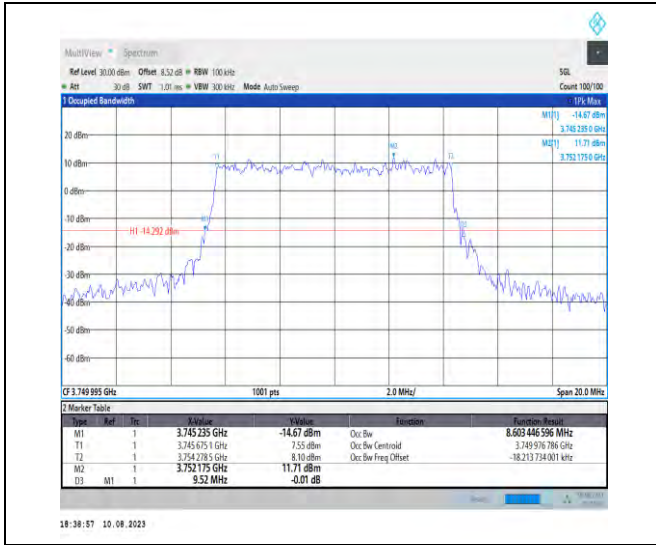 MultiView Spectrum
Ref Level 30.00 dBm Offset 8.52 dB RBW 100 kHz SGL
Att 30 dB SWT 1.01 ms VBW 300 kHz Mode Auto Sweep Count 100/100
1 Occupied Bandwidth 1Pk Max
M1[1] -14.67 dBm
3.745 235 0 GHz
20 dBm M2[1] 11.71 dBm
3.752 175 0 GHz
M2
T1 T2
10 dBm
0 dBm
-10 dBm
M1 D3
H1 -14.292 dBm
-20 dBm
-30 dBm
-40 dBm
-50 dBm
-60 dBm
CF 3.749 995 GHz 1001 pts 2.0 MHz/ Span 20.0 MHz
2 Marker Table
Type Ref Trc X-Value Y-Value Function Function Result
M1 1 3.745 235 GHz -14.67 dBm Occ Bw 8.603 446 596 MHz
T1 1 3.745 675 1 GHz 7.55 dBm Occ Bw Centroid 3.749 976 786 GHz
T2 1 3.754 278 5 GHz 8.10 dBm Occ Bw Freq Offset -18.213 734 001 kHz
M2 1 3.752 175 GHz 11.71 dBm
D3 M1 1 9.52 MHz -0.01 dB
18:38:57 10.08.2023